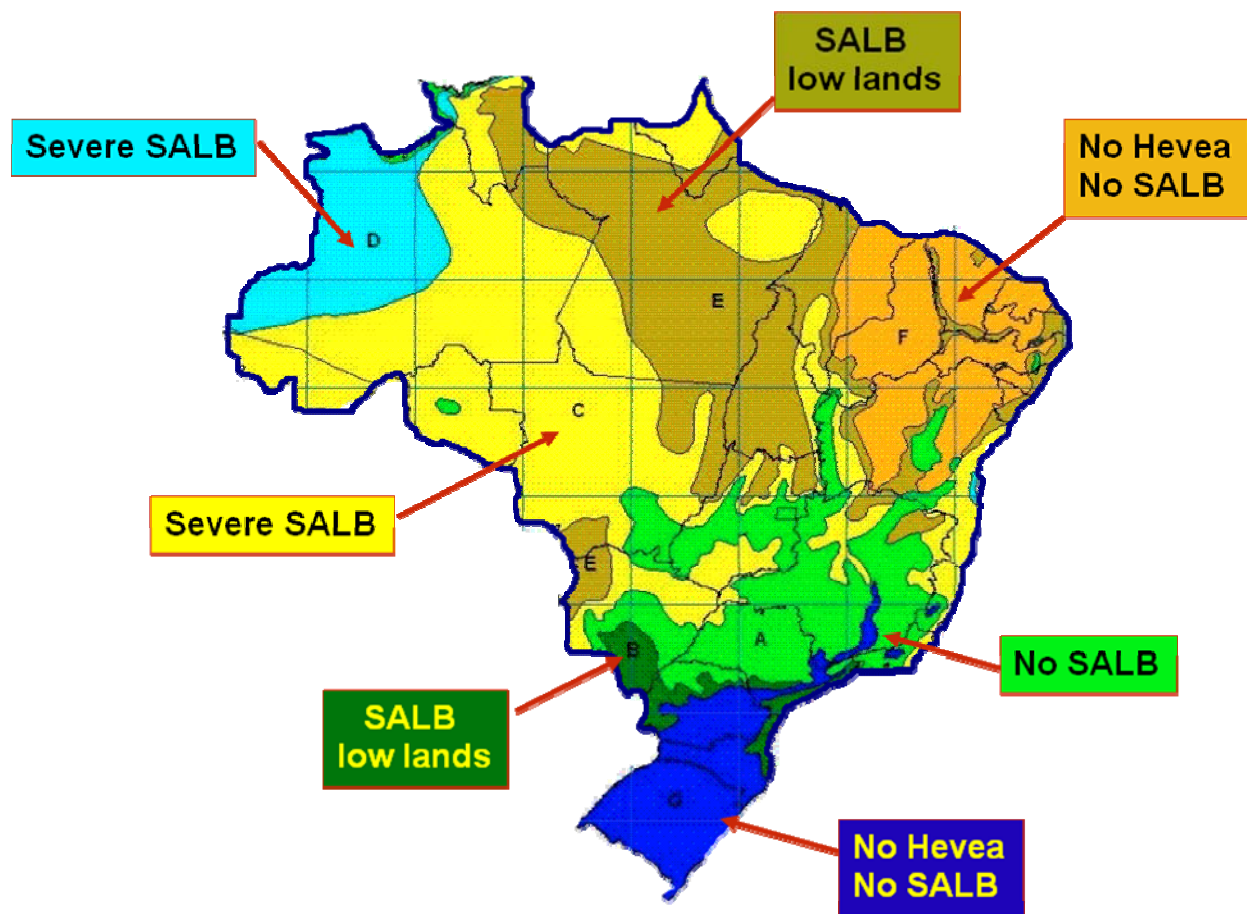 SALB
low lands
Severe SALB
No Hevea
No SALB
D
E
F
C
Severe SALB
E
A
B
No SALB
SALB
low lands
G
No Hevea
No SALB